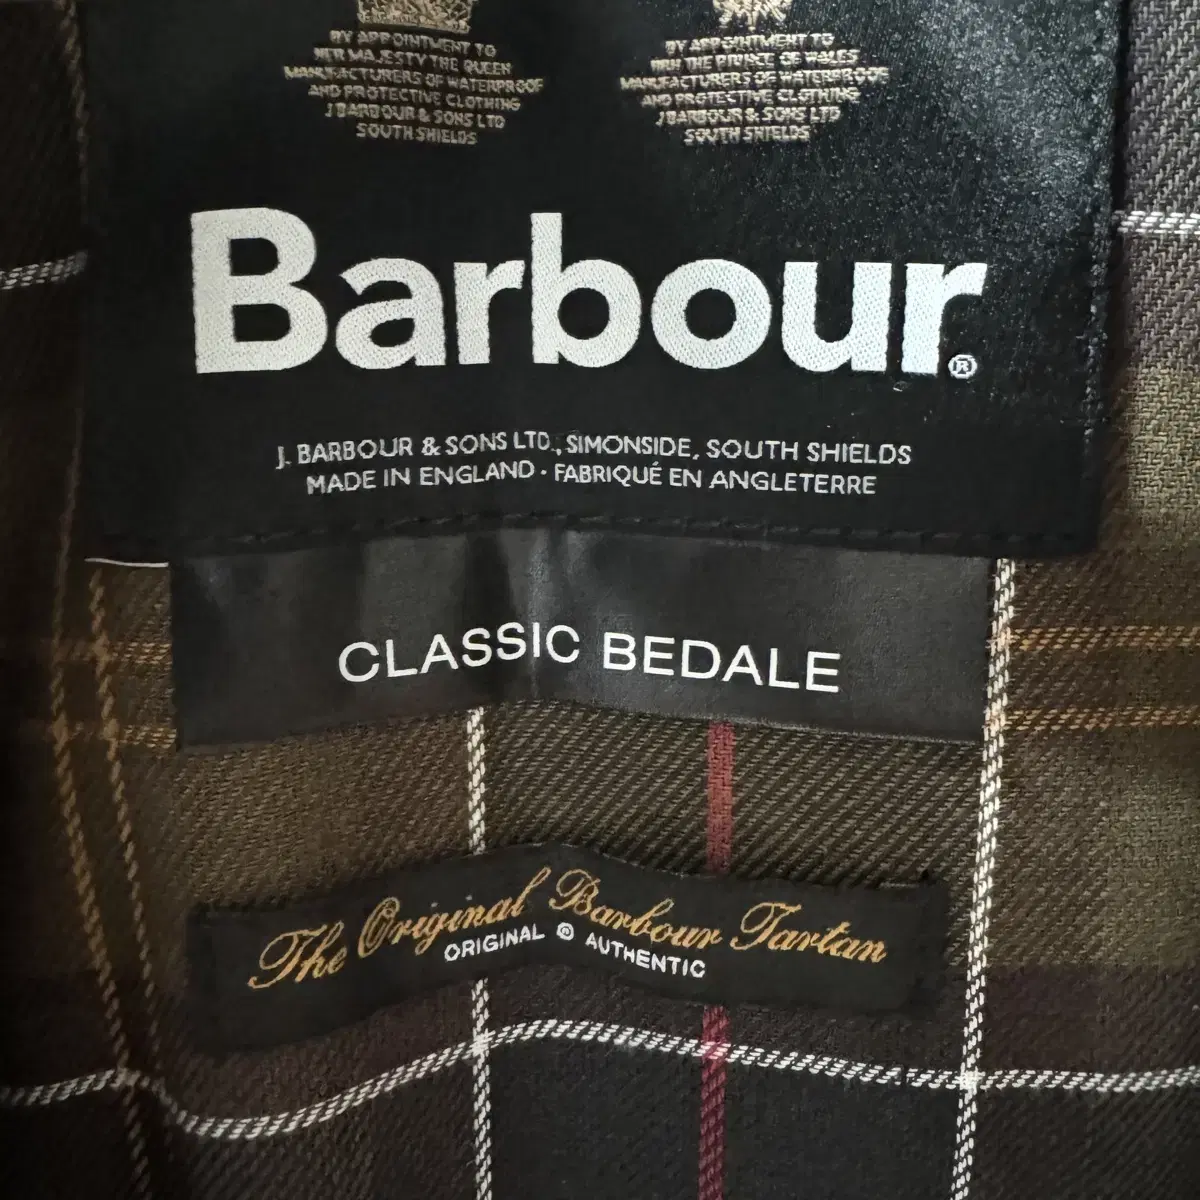 BY APPOINTMENT TO
HER MAJESTY THE QUEEN
MANUFACTURERS OF WATERPROOF
AND PROTECTIVE CLOTHING
J BARBOUR & SONS LTD
SOUTH SHIELDS
BY APPOINTMENT TO
HRH THE PRINCE OF WALES
MANUFACTURERS OF WATERPROOF
AND PROTECTIVE CLOTHING
J BARBOUR & SONS LTD
SOUTH SHIELDS
Barbour®
J. BARBOUR & SONS LTD., SIMONSIDE, SOUTH SHIELDS
MADE IN ENGLAND · FABRIQUÉ EN ANGLETERRE
CLASSIC BEDALE
The Original Barbour Tartan
ORIGINAL ® AUTHENTIC